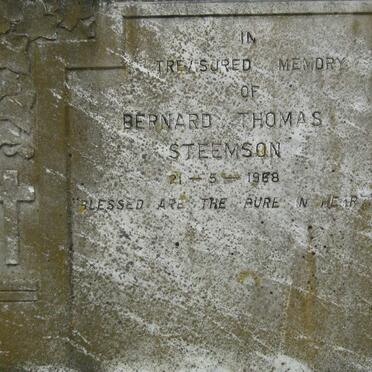 IN
TREASURED MEMORY
OF
BERNARD THOMAS
STEEMSON
21 – 5 – 1968
"BLESSED ARE THE PURE IN HEART